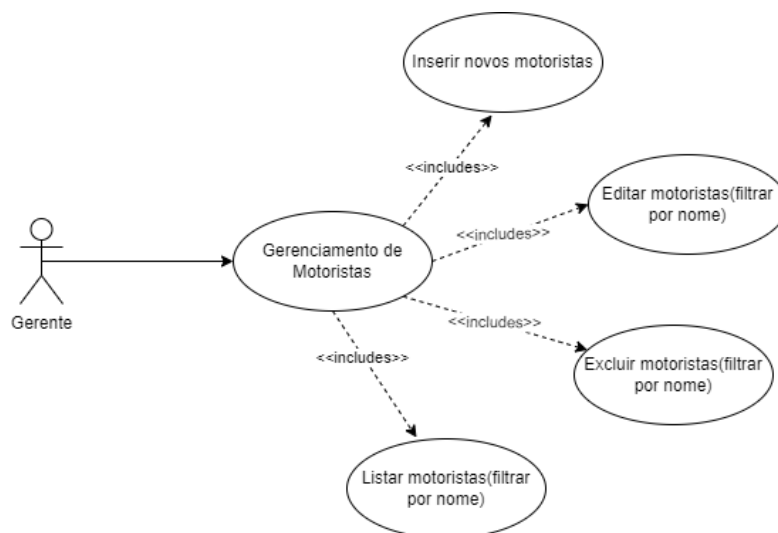 Inserir novos motoristas
<<includes>>
Editar motoristas(filtrar
por nome)
<<includes>>
Gerenciamento de
Motoristas
Gerente
<<includes>>
<<includes>>
Excluir motoristas(filtrar
por nome)
Listar motoristas(filtrar
por nome)